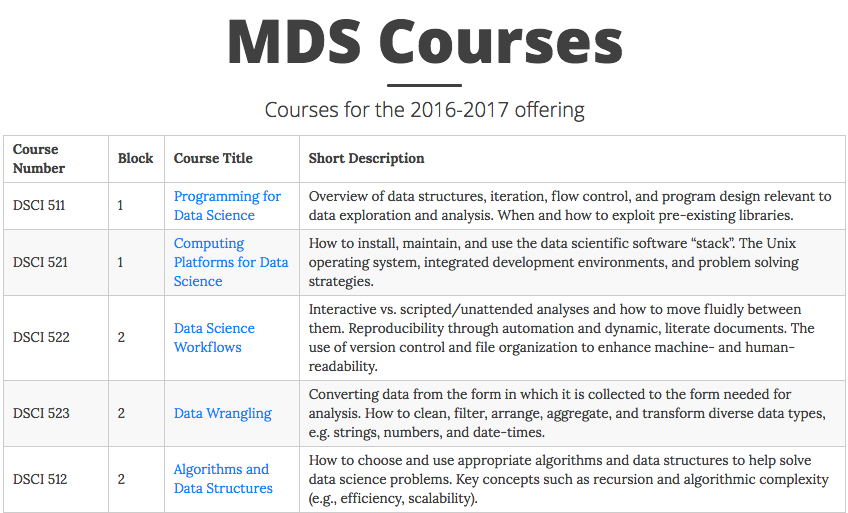 MDS Courses
Courses for the 2016-2017 offering
Course Number Block Course Title Short Description
DSCI 511 1 Programming for Data Science Overview of data structures, iteration, flow control, and program design relevant to data exploration and analysis. When and how to exploit pre-existing libraries.
DSCI 521 1 Computing Platforms for Data Science How to install, maintain, and use the data scientific software “stack”. The Unix operating system, integrated development environments, and problem solving strategies.
DSCI 522 2 Data Science Workflows Interactive vs. scripted/unattended analyses and how to move fluidly between them. Reproducibility through automation and dynamic, literate documents. The use of version control and file organization to enhance machine- and human-readability.
DSCI 523 2 Data Wrangling Converting data from the form in which it is collected to the form needed for analysis. How to clean, filter, arrange, aggregate, and transform diverse data types, e.g. strings, numbers, and date-times.
DSCI 512 2 Algorithms and Data Structures How to choose and use appropriate algorithms and data structures to help solve data science problems. Key concepts such as recursion and algorithmic complexity (e.g., efficiency, scalability).